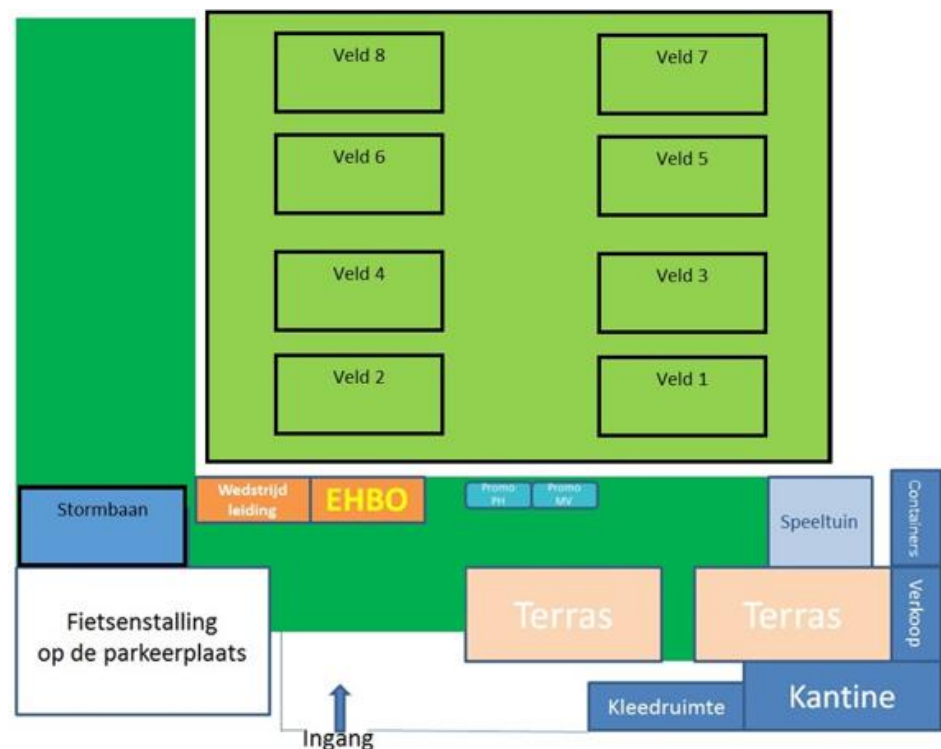 Veld 8
Veld 7
Veld 6
Veld 5
Veld 4
Veld 3
Veld 2
Veld 1
Stormbaan
Wedstrijd
leiding
EHBO
Promo
PH
Promo
MV
Speeltuin
Containers
Fietsenstalling
op de parkeerplaats
Terras
Terras
Verkoop
Kleedruimte
Kantine
Ingang